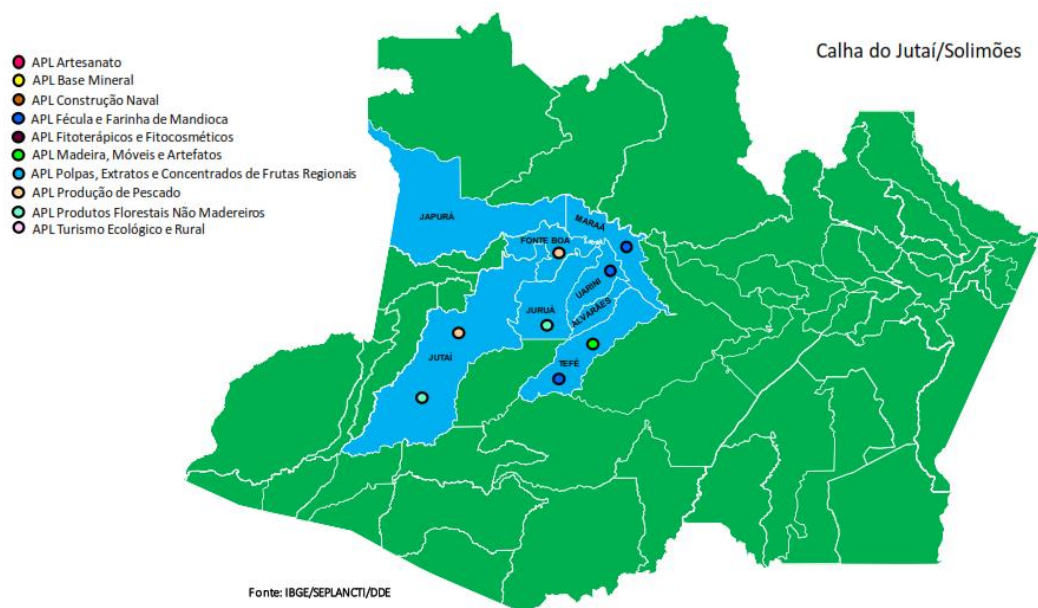 Calha do Jutaí/Solimões
APL Artesanato
APL Base Mineral
APL Construção Naval
APL Fécula e Farinha de Mandioca
APL Fitoterápicos e Fitocosméticos
APL Madeira, Móveis e Artefatos
APL Polpas, Extratos e Concentrados de Frutas Regionais
APL Produção de Pescado
APL Produtos Florestais Não Madereiros
APL Turismo Ecológico e Rural
JAPURÁ
MARAÃ
FONTE BOA
UARINI
JURUÁ
ALVARÃES
JUTAÍ
TEFÉ
Fonte: IBGE/SEPLANCTI/DDE